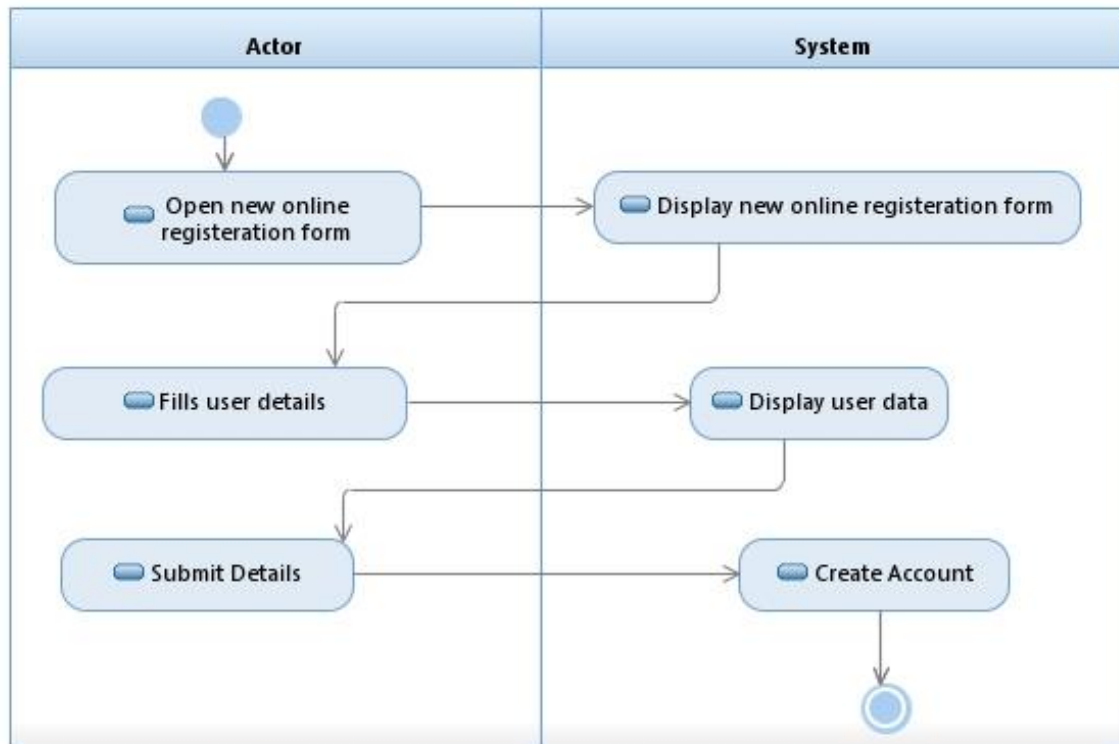 Actor
System
Open new online
registeration form
Display new online registeration form
Fills user details
Display user data
Submit Details
Create Account